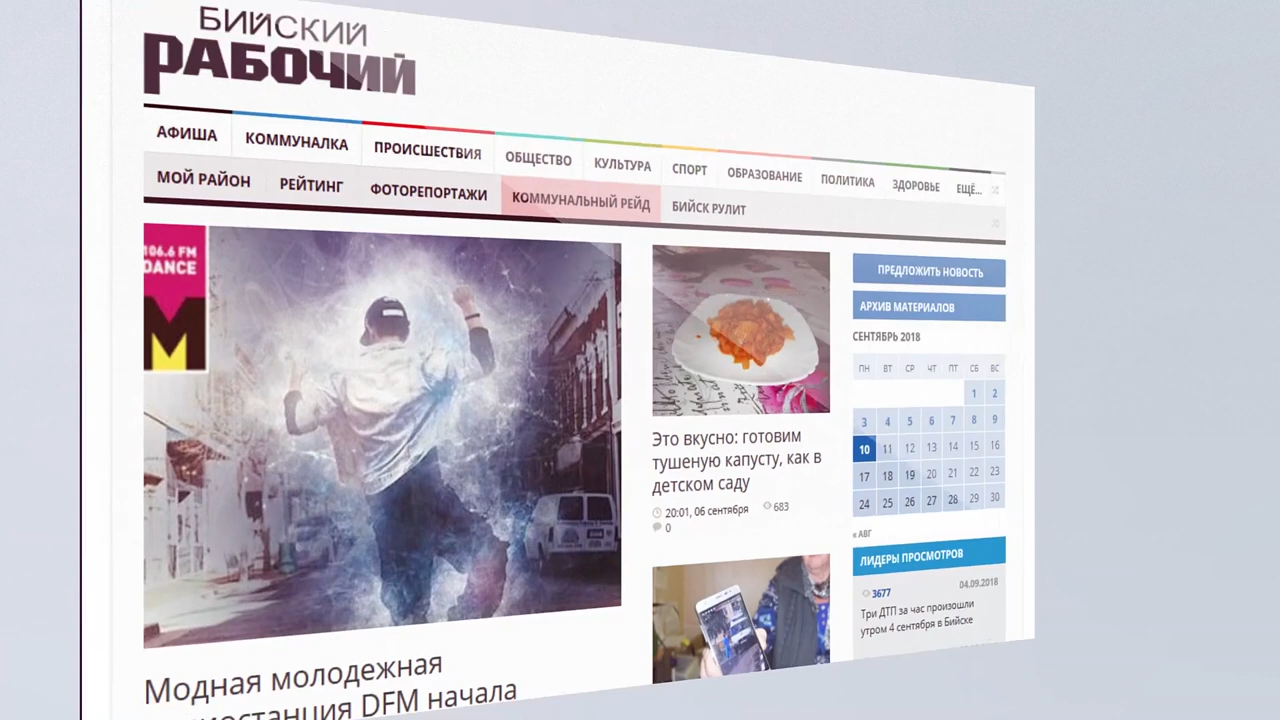 БИЙСКИЙ
РАБОЧИЙ
АФИША КОММУНАЛКА ПРОИСШЕСТВИЯ ОБЩЕСТВО КУЛЬТУРА СПОРТ ОБРАЗОВАНИЕ ПОЛИТИКА ЗДОРОВЬЕ ЕЩЁ...
МОЙ РАЙОН РЕЙТИНГ ФОТОРЕПОРТАЖИ КОММУНАЛЬНЫЙ РЕЙД БИЙСК РУЛИТ
106.6 FM
DANCE
М
Модная молодежная
DFM начала
Это вкусно: готовим
тушеную капусту, как в
детском саду
20:01, 06 сентября 683
0
ПРЕДЛОЖИТЬ НОВОСТЬ
АРХИВ МАТЕРИАЛОВ
СЕНТЯБРЬ 2018
ПН ВТ СР ЧТ ПТ СБ ВС
1 2
3 4 5 6 7 8 9
10 11 12 13 14 15 16
17 18 19 20 21 22 23
24 25 26 27 28 29 30
« АВГ
ЛИДЕРЫ ПРОСМОТРОВ
3677 04.09.2018
Три ДТП за час произошли
утром 4 сентября в Бийске